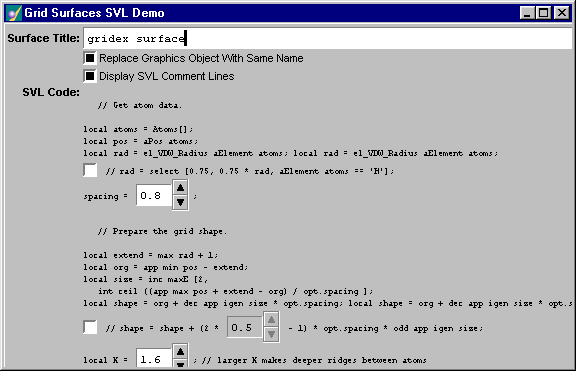 Grid Surfaces SVL Demo
Surface Title: gridex surface
Replace Graphics Object With Same Name
Display SVL Comment Lines
SVL Code:
// Get atom data.
local atoms = Atoms[];
local pos = aPos atoms;
local rad = el_VDW_Radius aElement atoms; local rad = el_VDW_Radius aElement atoms;
// rad = select [0.75, 0.75 * rad, aElement atoms == 'H'];
spacing = 0.8 ;
// Prepare the grid shape.
local extend = max rad + 1;
local org = app min pos - extend;
local size = inc maxE [2,
int ceil ((app max pos + extend - org) / opt.spacing ];
local shape = org + dec app igen size * opt.spacing; local shape = org + dec app igen size * opt.s
// shape = shape + (2 * 0.5 - 1) * opt.spacing * odd app igen size;
local K = 1.6 ; // larger K makes deeper ridges between atoms